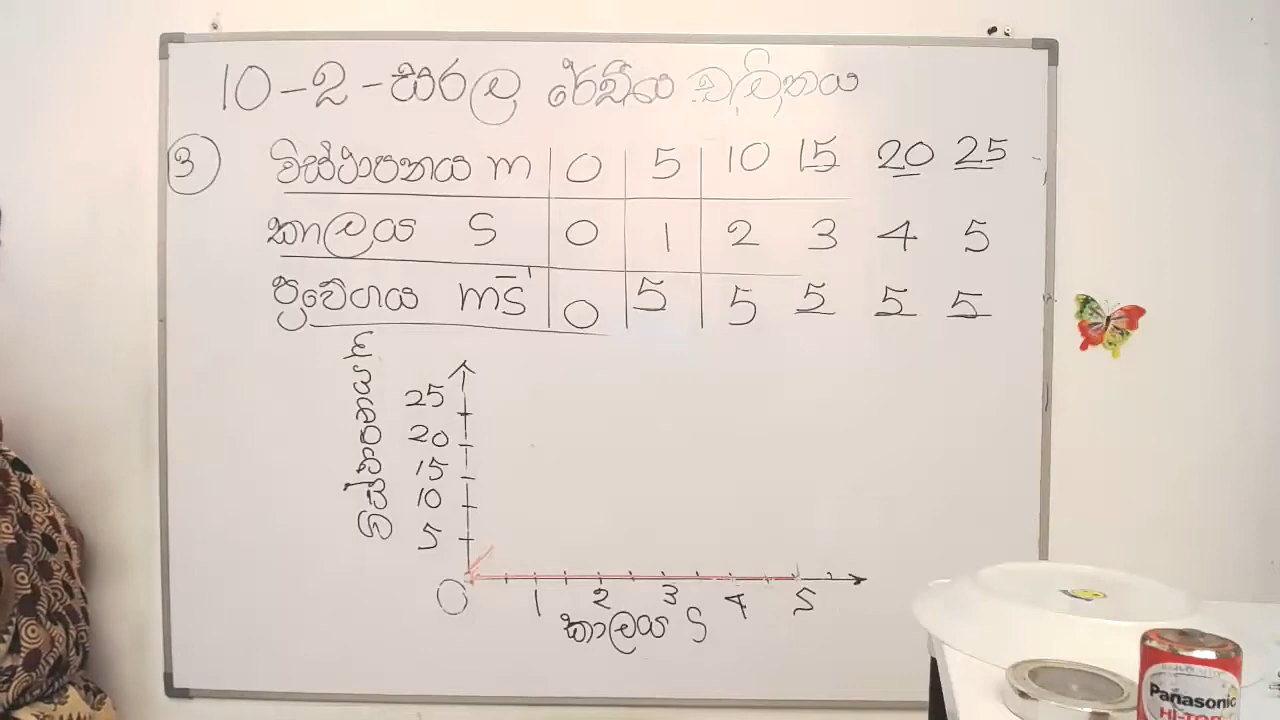 10 - 2 - සරල රේඛීය චලිතය
3 විස්ථාපනය m 0 5 10 15 20 25
කාලය S 0 1 2 3 4 5
ප්‍රවේගය ms⁻¹ 0 5 5 5 5 5
විස්ථාපනය
25
20
15
10
5
0 1 2 3 4 5
කාලය S
Panasonic